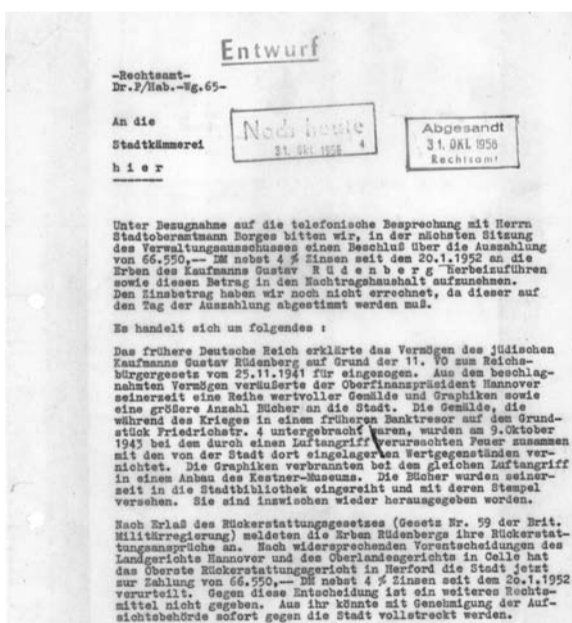 Entwurf
-Rechtsamt-
Dr.P/Hab.-Wg.65-
An die
Stadtkämmerei
h i e r
Noch heute
31. Okt. 1956 4
Abgesandt
31. OKT. 1956
Rechtsamt
Unter Bezugnahme auf die telefonische Besprechung mit Herrn
Stadtoberamtmann Borges bitten wir, in der nächsten Sitzung
des Verwaltungsausschusses einen Beschluß über die Auszahlung
von 66.550,-- DM nebst 4 % Zinsen seit dem 20.1.1952 an die
Erben des Kaufmanns Gustav R ü d e n b e r g herbeizuführen
sowie diesen Betrag in den Nachtragshaushalt aufzunehmen.
Den Zinsbetrag haben wir noch nicht errechnet, da dieser auf
den Tag der Auszahlung abgestimmt werden muß.
Es handelt sich um folgendes :
Das frühere Deutsche Reich erklärte das Vermögen des jüdischen
Kaufmanns Gustav Rüdenberg auf Grund der 11. VO zum Reichs-
bürgergesetz vom 25.11.1941 für eingezogen. Aus dem beschlag-
nahmten Vermögen veräußerte der Oberfinanzpräsident Hannover
seinerzeit eine Reihe wertvoller Gemälde und Graphiken sowie
eine größere Anzahl Bücher an die Stadt. Die Gemälde, die
während des Krieges in einem früheren Banktresor auf dem Grund-
stück Friedrichstr. 4 untergebracht waren, wurden am 9.Oktober
1943 bei dem durch einen Luftangriff verursachten Feuer zusammen
mit den von der Stadt dort eingelagerten Wertgegenständen ver-
nichtet. Die Graphiken verbrannten bei dem gleichen Luftangriff
in einem Anbau des Kestner-Museums. Die Bücher wurden seiner-
zeit in die Stadtbibliothek eingereiht und mit deren Stempel
versehen. Sie sind inzwischen wieder herausgegeben worden.
Nach Erlaß des Rückerstattungsgesetzes (Gesetz Nr. 59 der Brit.
Militärregierung) meldeten die Erben Rüdenbergs ihre Rückerstat-
tungsansprüche an. Nach widersprechenden Vorentscheidungen des
Landgerichts Hannover und des Oberlandesgerichts in Celle hat
das Oberste Rückerstattungsgericht in Herford die Stadt jetzt
zur Zahlung von 66.550,-- DM nebst 4 % Zinsen seit dem 20.1.1952
verurteilt. Gegen diese Entscheidung ist ein weiteres Rechts-
mittel nicht gegeben. Aus ihr könnte mit Genehmigung der Auf-
sichtsbehörde sofort gegen die Stadt vollstreckt werden.